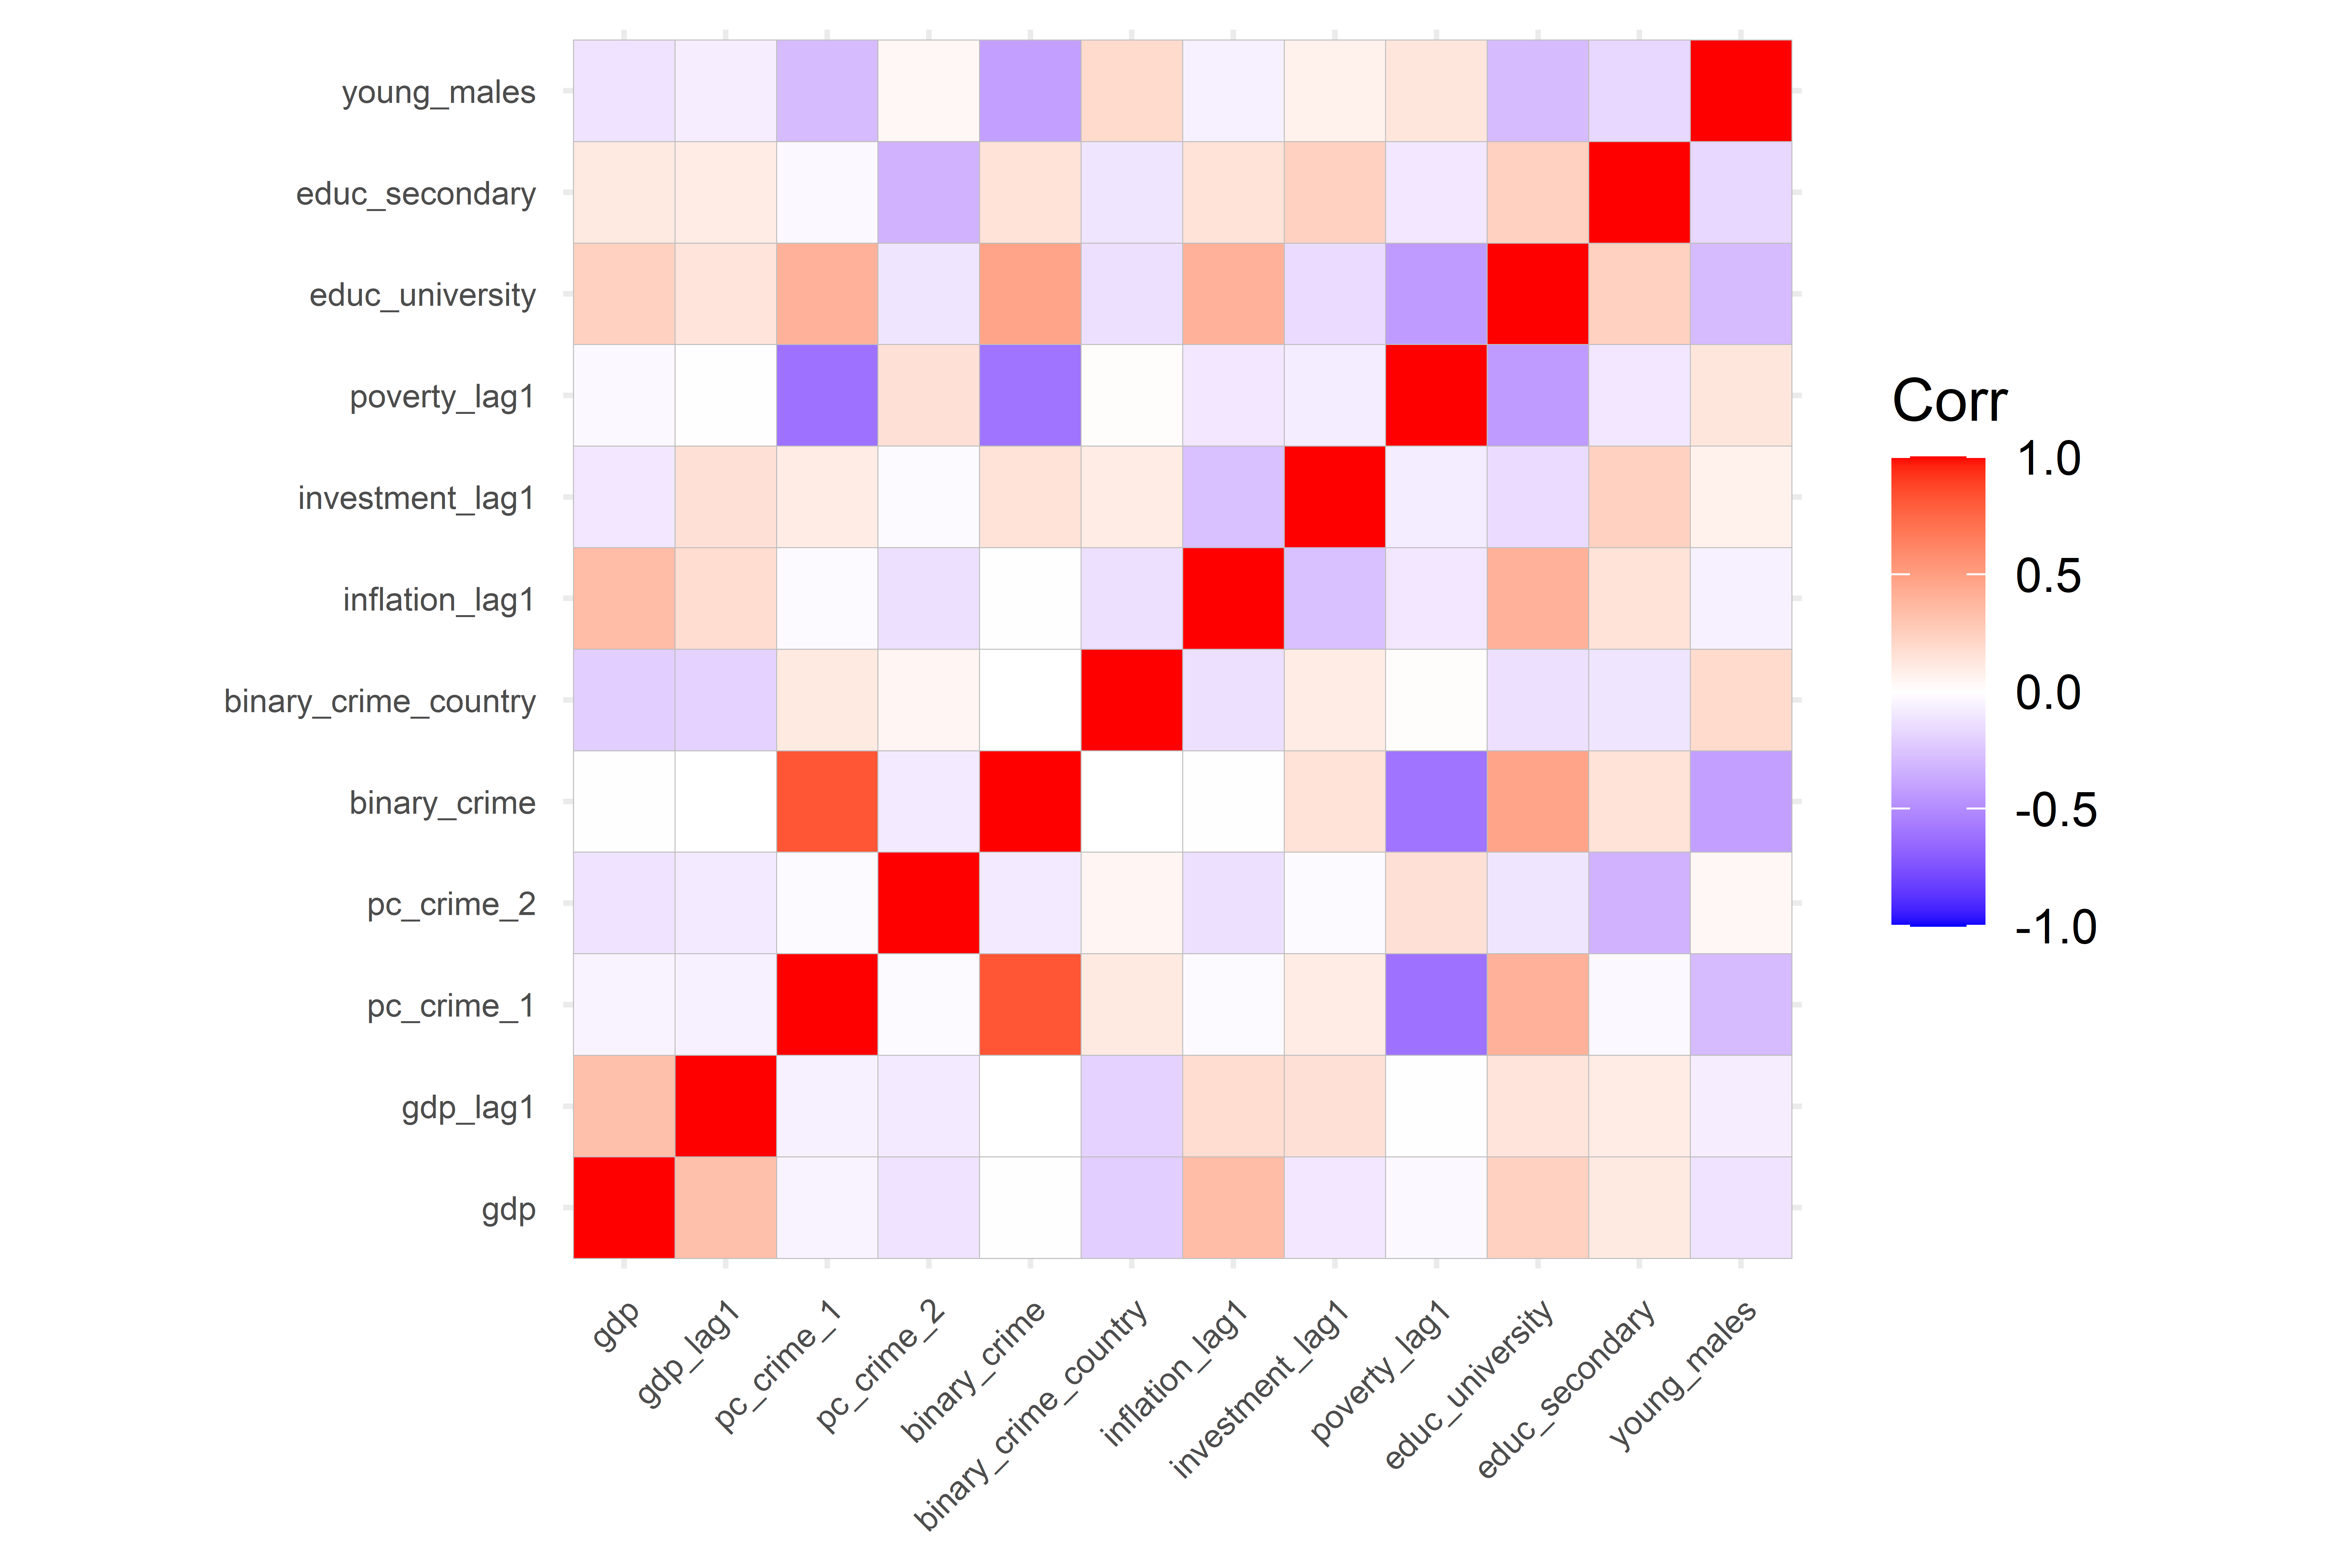 young_males
educ_secondary
educ_university
poverty_lag1
investment_lag1
inflation_lag1
binary_crime_country
binary_crime
pc_crime_2
pc_crime_1
gdp_lag1
gdp
gdp
gdp_lag1
pc_crime_1
pc_crime_2
binary_crime
binary_crime_country
inflation_lag1
investment_lag1
poverty_lag1
educ_university
educ_secondary
young_males
Corr
1.0
0.5
0.0
-0.5
-1.0